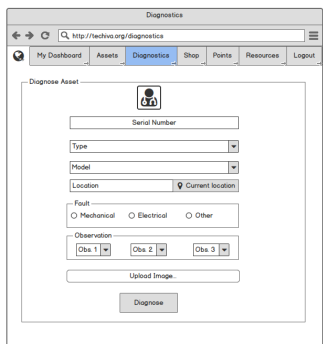 Diagnostics
http://techiva.org/diagnostics
My Dashboard Assets Diagnostics Shop Points Resources Logout
Diagnose Asset
Serial Number
Type
Model
Location Current location
Fault
Mechanical Electrical Other
Observation
Obs. 1 Obs. 2 Obs. 3
Upload Image..
Diagnose